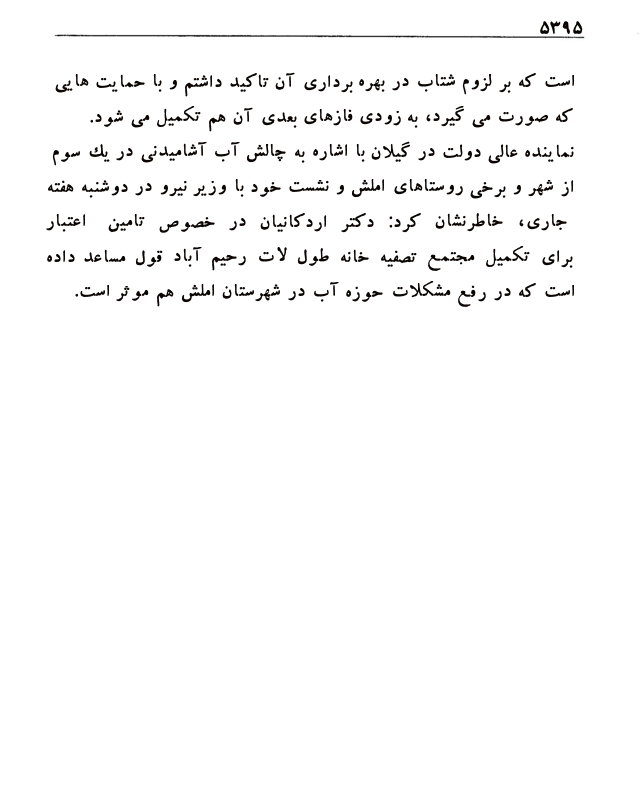 ۵۳۹۵
است که بر لزوم شتاب در بهره برداری آن تاکید داشتم و با حمایت هایی
که صورت می گیرد، به زودی فازهای بعدی آن هم تکمیل می شود.
نماینده عالی دولت در گیلان با اشاره به چالش آب آشامیدنی در یك سوم
از شهر و برخی روستاهای املش و نشست خود با وزیر نیرو در دوشنبه هفته
جاری، خاطرنشان کرد: دکتر اردکانیان در خصوص تامین اعتبار
برای تکمیل مجتمع تصفیه خانه طول لات رحیم آباد قول مساعد داده
است که در رفع مشکلات حوزه آب در شهرستان املش هم موثر است.